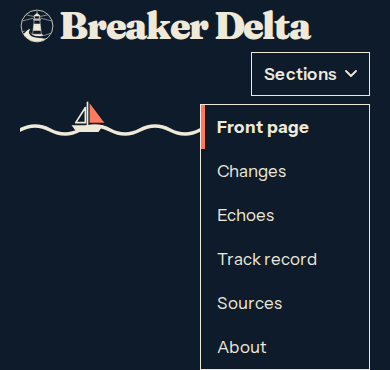 Breaker Delta
Sections
Front page
Changes
Echoes
Track record
Sources
About